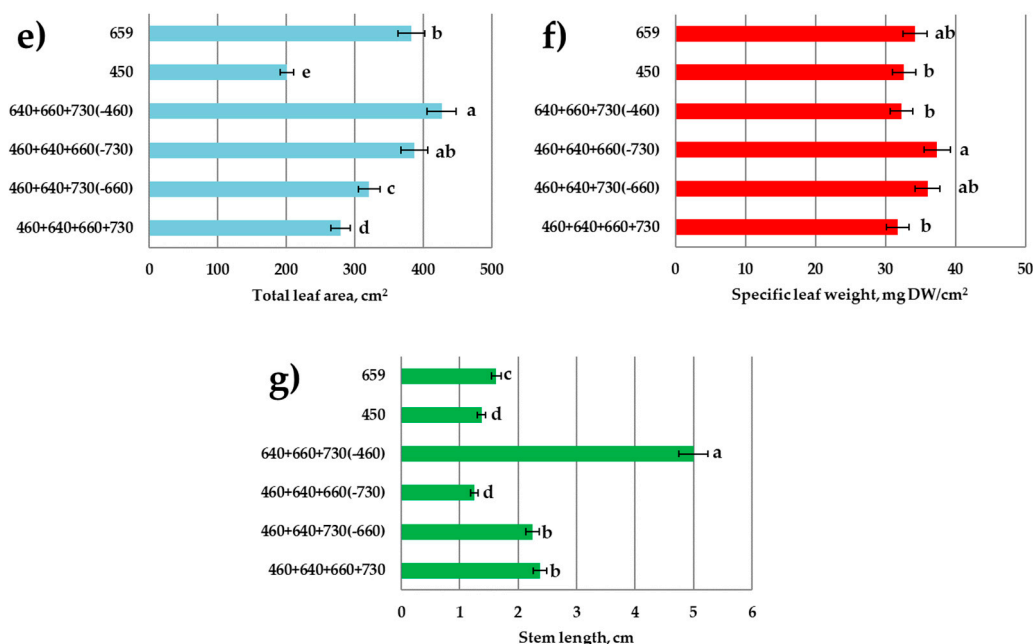 e)
659
b
450
e
640+660+730(-460)
a
460+640+660(-730)
ab
460+640+730(-660)
c
460+640+660+730
d
0 100 200 300 400 500
Total leaf area, cm²
f)
659
ab
450
b
640+660+730(-460)
b
460+640+660(-730)
a
460+640+730(-660)
ab
460+640+660+730
b
0 10 20 30 40 50
Specific leaf weight, mg DW/cm²
g)
659
c
450
d
640+660+730(-460)
a
460+640+660(-730)
d
460+640+730(-660)
b
460+640+660+730
b
0 1 2 3 4 5 6
Stem length, cm